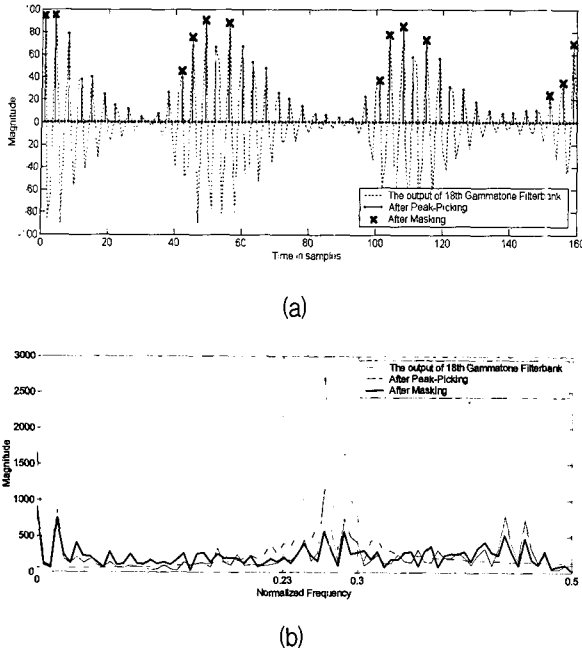 100
80
60
40
20
0
-20
-40
-60
-80
-100
Magnitude
0 20 40 60 80 100 120 140 160
Time in samples
The output of 18th Gammatone Filterbank
After Peak-Picking
After Masking
(a)
3000
2500
2000
1500
1000
500
0
Magnitude
The output of 18th Gammatone Filterbank
After Peak-Picking
After Masking
0 0.23 0.3 0.5
Normalized Frequency
(b)